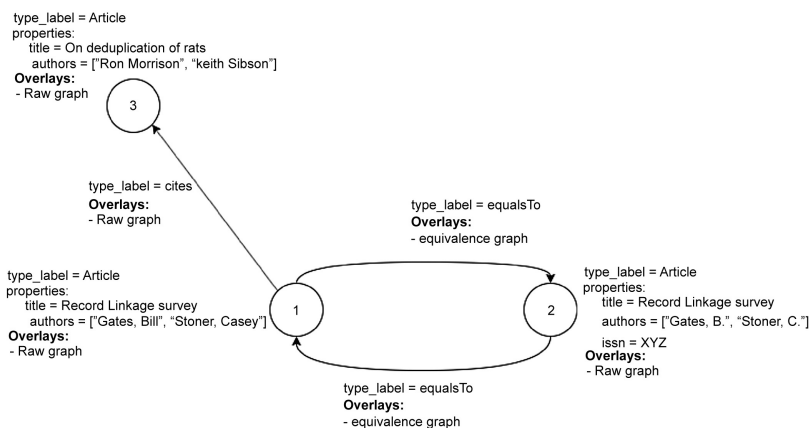 type_label = Article
properties:
title = On deduplication of rats
authors = ["Ron Morrison", "keith Sibson"]
Overlays:
- Raw graph
3
type_label = cites
Overlays:
- Raw graph
type_label = equalsTo
Overlays:
- equivalence graph
type_label = Article
properties:
title = Record Linkage survey
authors = ["Gates, Bill", "Stoner, Casey"]
Overlays:
- Raw graph
1
2
type_label = Article
properties:
title = Record Linkage survey
authors = ["Gates, B.", "Stoner, C."]
issn = XYZ
Overlays:
- Raw graph
type_label = equalsTo
Overlays:
- equivalence graph